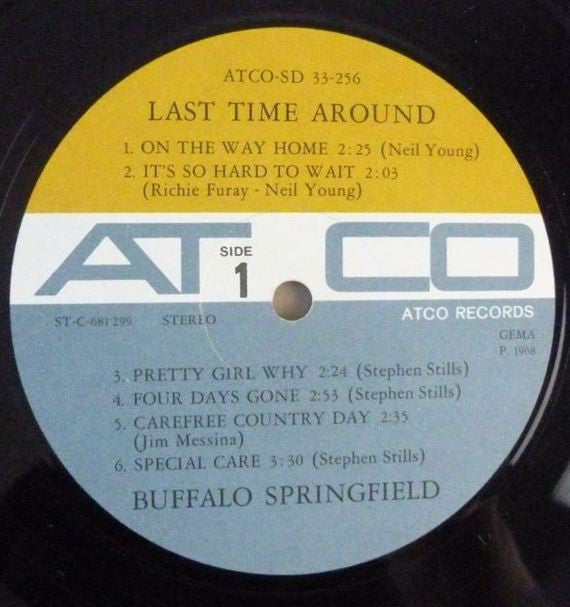 ATCO-SD 33-256
LAST TIME AROUND
1. ON THE WAY HOME 2:25 (Neil Young)
2. IT'S SO HARD TO WAIT 2:03
(Richie Furay - Neil Young)
ATCO
SIDE
1
ATCO RECORDS
ST-C-681 299 STEREO
GEMA
P. 1968
3. PRETTY GIRL WHY 2:24 (Stephen Stills)
4. FOUR DAYS GONE 2:53 (Stephen Stills)
5. CAREFREE COUNTRY DAY 2:35
(Jim Messina)
6. SPECIAL CARE 3:30 (Stephen Stills)
BUFFALO SPRINGFIELD